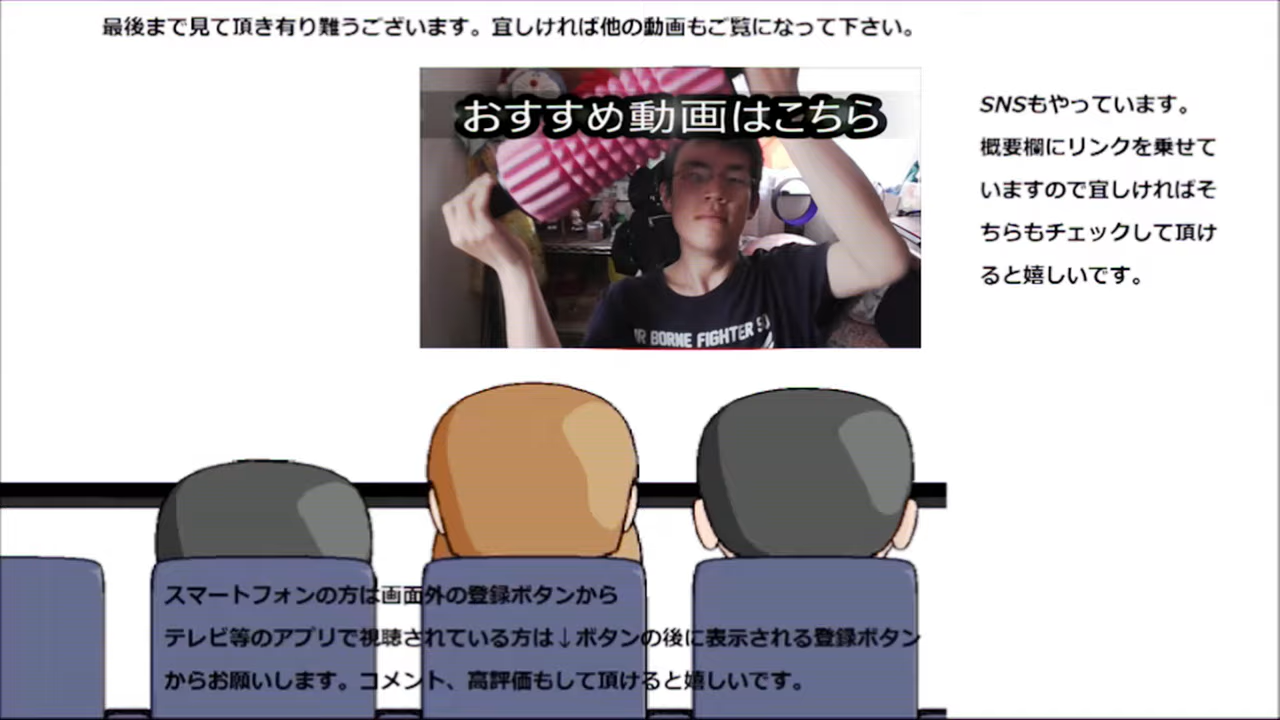 最後まで見て頂き有り難うございます。宜しければ他の動画もご覧になって下さい。
おすすめ動画はこちら
SNSもやっています。
概要欄にリンクを乗せて
いますので宜しければそ
ちらもチェックして頂け
ると嬉しいです。
R BORNE FIGHTER
スマートフォンの方は画面外の登録ボタンから
テレビ等のアプリで視聴されている方は↓ボタンの後に表示される登録ボタン
からお願いします。コメント、高評価もして頂けると嬉しいです。